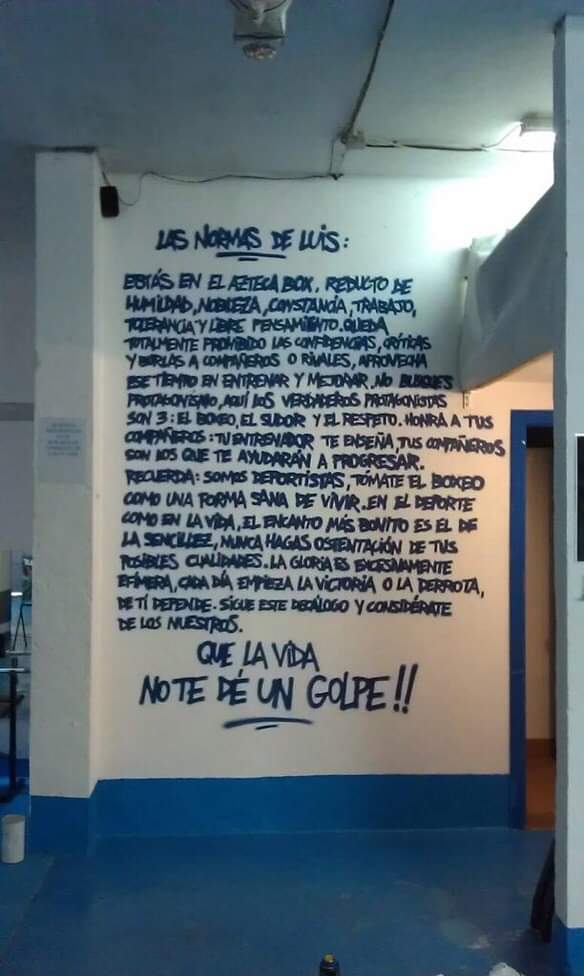 LAS NORMAS DE LUIS:
ESTÁS EN EL AZTECA BOX. REDUCTO DE
HUMILDAD, NOBLEZA, CONSTANCIA, TRABAJO,
TOLERANCIA Y LIBRE PENSAMIENTO. QUEDA
TOTALMENTE PROHIBIDO LAS CONFIDENCIAS, CRÍTICAS
Y BURLAS A COMPAÑEROS O RIVALES, APROVECHA
ESE TIEMPO EN ENTRENAR Y MEJORAR. NO BUSQUES
PROTAGONISMO, AQUÍ LOS VERDADEROS PROTAGONISTAS
SON 3: EL BOXEO, EL SUDOR Y EL RESPETO. HONRA A TUS
COMPAÑEROS: TU ENTRENADOR TE ENSEÑA, TUS COMPAÑEROS
SON LOS QUE TE AYUDARÁN A PROGRESAR.
RECUERDA: SOMOS DEPORTISTAS, TÓMATE EL BOXEO
COMO UNA FORMA SANA DE VIVIR. EN EL DEPORTE
COMO EN LA VIDA, EL ENCANTO MÁS BONITO ES EL DE
LA SENCILLEZ, NUNCA HAGAS OSTENTACIÓN DE TUS
POSIBLES CUALIDADES. LA GLORIA ES EXCESIVAMENTE
EFÍMERA, CADA DÍA EMPIEZA LA VICTORIA O LA DERROTA,
DE TÍ DEPENDE. SIGUE ESTE DECÁLOGO Y CONSIDÉRATE
DE LOS NUESTROS.
QUE LA VIDA
NO TE DÉ UN GOLPE!!